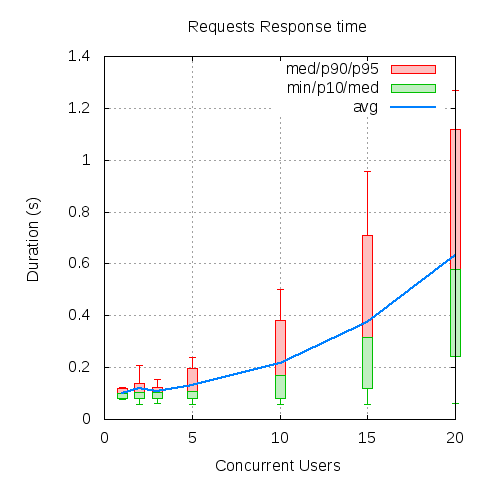 Requests Response time
1.4
1.2
1
0.8
0.6
0.4
0.2
0
Duration (s)
med/p90/p95
min/p10/med
avg
0 5 10 15 20
Concurrent Users